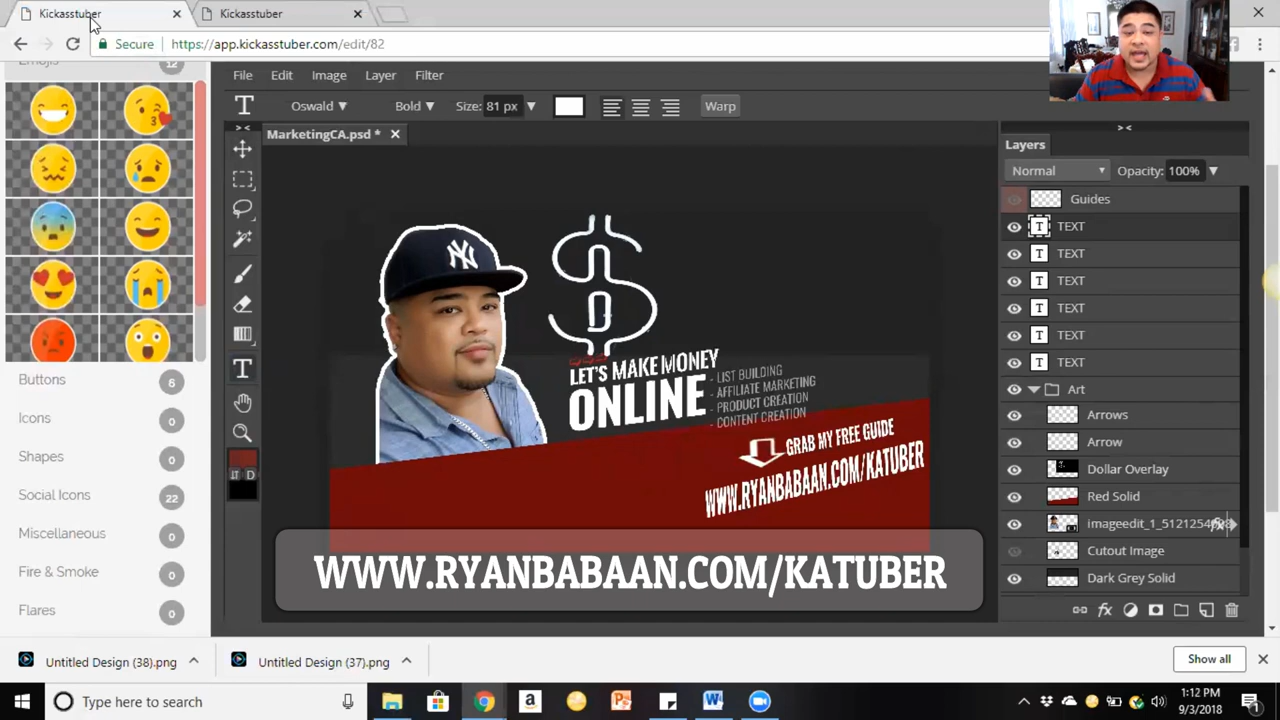 Kickasstuber
Kickasstuber
Secure
https://app.kickasstuber.com/edit/82
Emojis
12
Buttons
6
Icons
0
Shapes
0
Social Icons
22
Miscellaneous
0
Fire & Smoke
0
Flares
0
File
Edit
Image
Layer
Filter
Oswald
Bold
Size: 81 px
Warp
MarketingCA.psd *
NY
LET'S MAKE MONEY
ONLINE
- LIST BUILDING
- AFFILIATE MARKETING
- PRODUCT CREATION
- CONTENT CREATION
GRAB MY FREE GUIDE
WWW.RYANBABAAN.COM/KATUBER
WWW.RYANBABAAN.COM/KATUBER
D
Layers
Normal
Opacity: 100%
Guides
TEXT
TEXT
TEXT
TEXT
TEXT
TEXT
Art
Arrows
Arrow
Dollar Overlay
Red Solid
Cutout Image
Dark Grey Solid
Untitled Design (38).png
Untitled Design (37).png
Show all
Type here to search
1:12 PM
9/3/2018
1